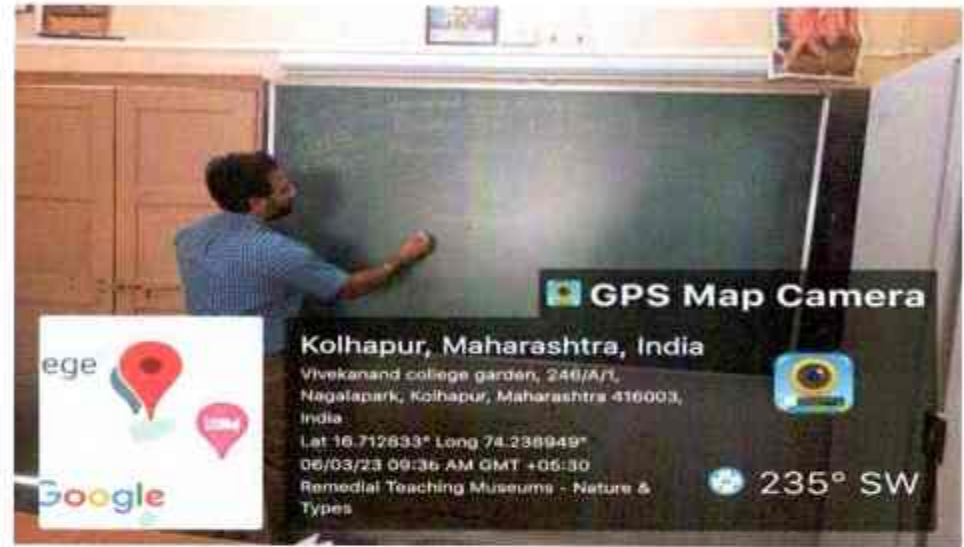 GPS Map Camera
Kolhapur, Maharashtra, India
Vivekanand college garden, 246/A/1,
Nagalapark, Kolhapur, Maharashtra 416003,
India
Lat 16.712633° Long 74.238949°
06/03/23 09:36 AM GMT +05:30
Remedial Teaching Museums - Nature &
Types
235° SW
ege
Google